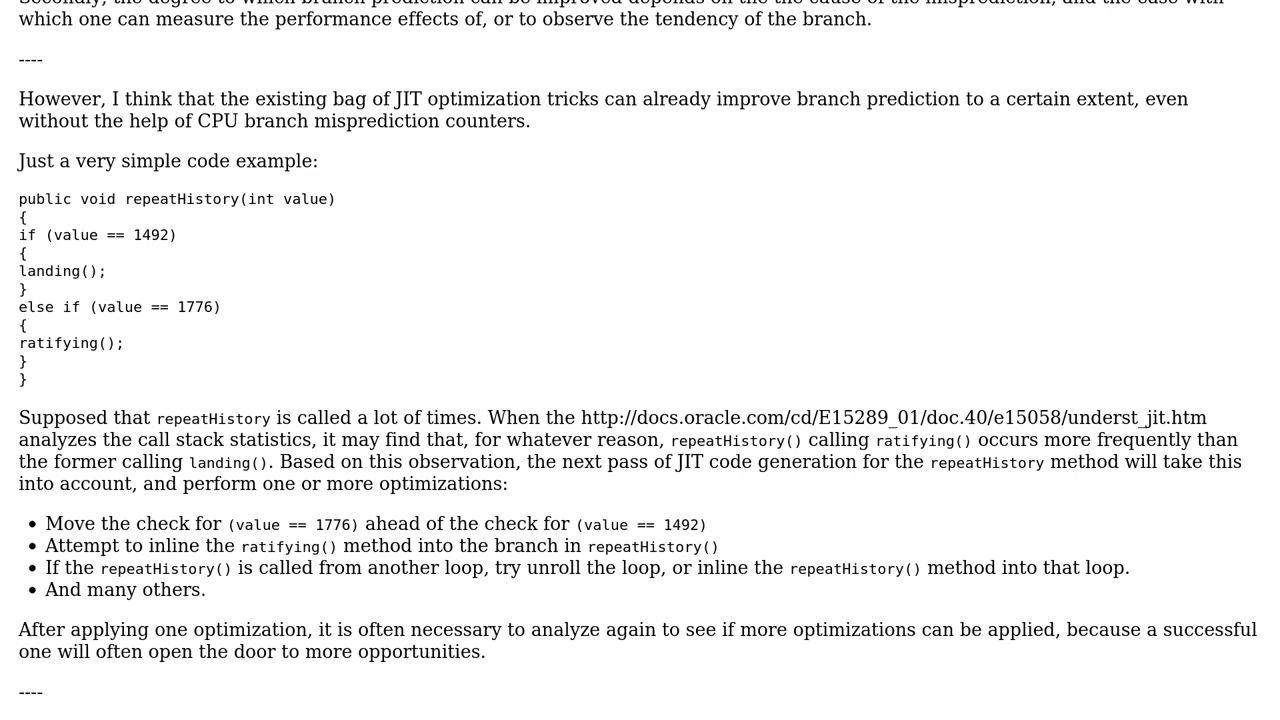 Secondly, the degree to which branch prediction can be improved depends on the the cause of the misprediction, and the ease with
which one can measure the performance effects of, or to observe the tendency of the branch.
----
However, I think that the existing bag of JIT optimization tricks can already improve branch prediction to a certain extent, even
without the help of CPU branch misprediction counters.
Just a very simple code example:
public void repeatHistory(int value)
{
if (value == 1492)
{
landing();
}
else if (value == 1776)
{
ratifying();
}
}
Supposed that repeatHistory is called a lot of times. When the http://docs.oracle.com/cd/E15289_01/doc.40/e15058/underst_jit.htm
analyzes the call stack statistics, it may find that, for whatever reason, repeatHistory() calling ratifying() occurs more frequently than
the former calling landing(). Based on this observation, the next pass of JIT code generation for the repeatHistory method will take this
into account, and perform one or more optimizations:
• Move the check for (value == 1776) ahead of the check for (value == 1492)
• Attempt to inline the ratifying() method into the branch in repeatHistory()
• If the repeatHistory() is called from another loop, try unroll the loop, or inline the repeatHistory() method into that loop.
• And many others.
After applying one optimization, it is often necessary to analyze again to see if more optimizations can be applied, because a successful
one will often open the door to more opportunities.
----